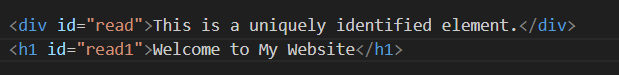 <div id="read">This is a uniquely identified element.</div>
<h1 id="read1">Welcome to My Website</h1>